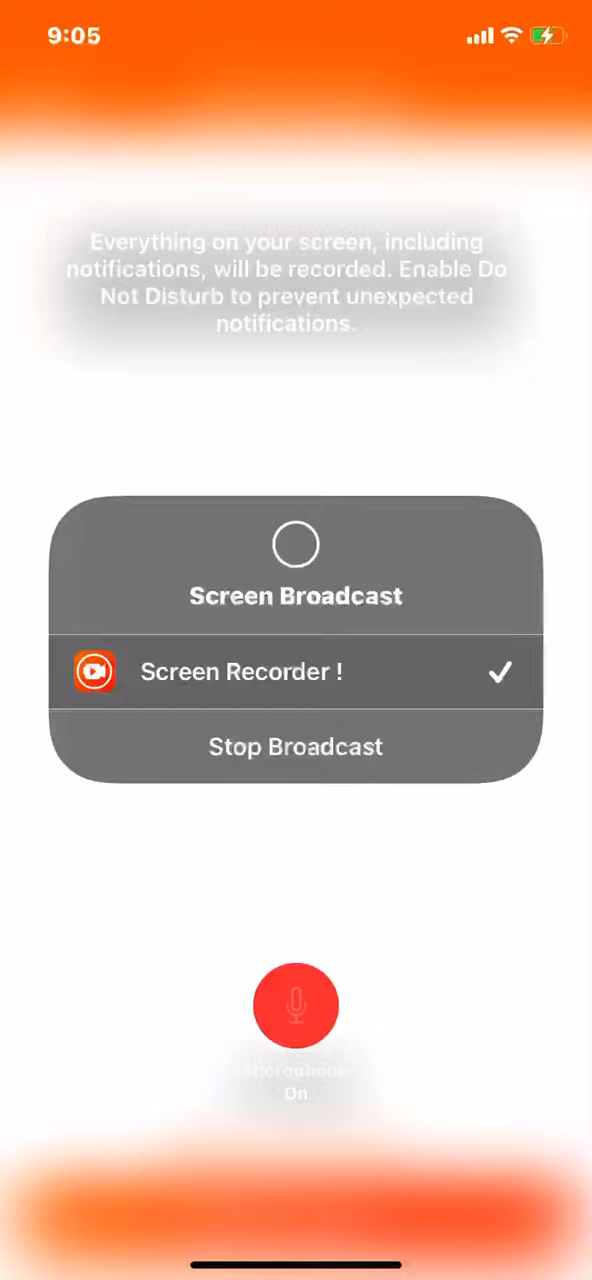 9:05
Everything on your screen, including
notifications, will be recorded. Enable Do
Not Disturb to prevent unexpected
notifications.
Screen Broadcast
Screen Recorder !
Stop Broadcast
Microphone
On